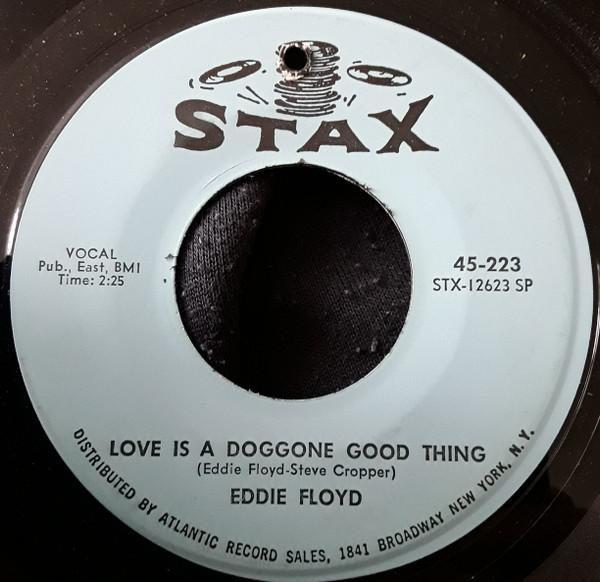 STAX
VOCAL
Pub., East, BMI
Time: 2:25
45-223
STX-12623 SP
LOVE IS A DOGGONE GOOD THING
(Eddie Floyd-Steve Cropper)
EDDIE FLOYD
DISTRIBUTED BY ATLANTIC RECORD SALES, 1841 BROADWAY NEW YORK, N. Y.